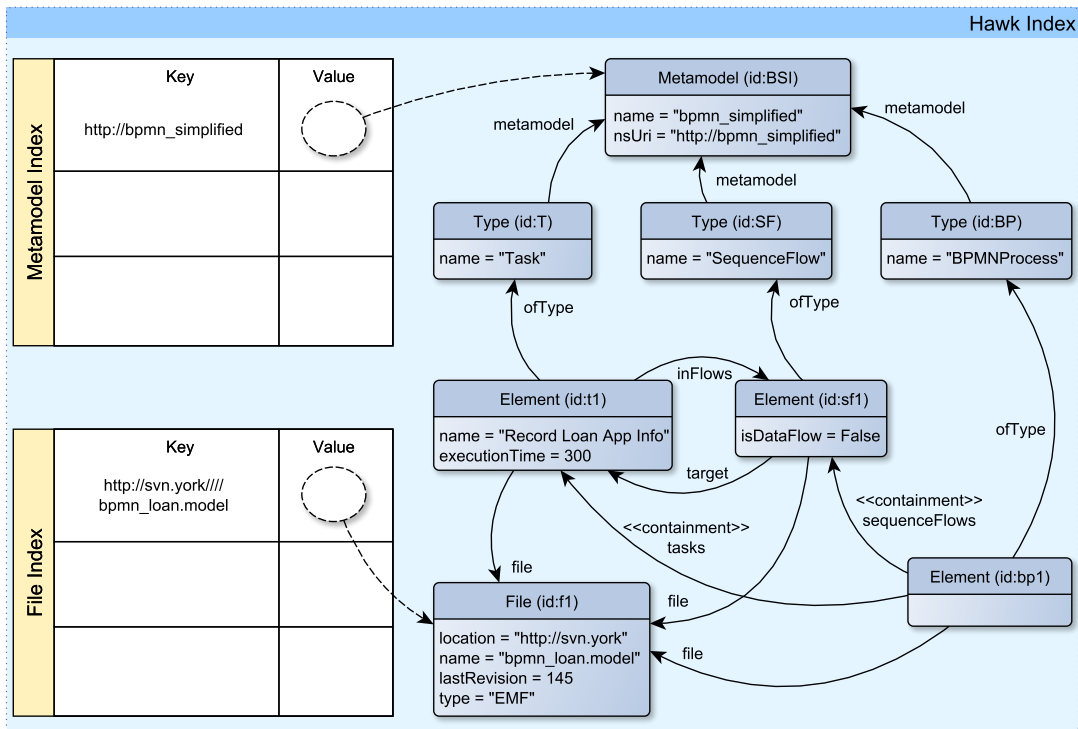 Hawk Index
Metamodel Index
Key
Value
http://bpmn_simplified
Metamodel (id:BSI)
name = "bpmn_simplified"
nsUri = "http://bpmn_simplified"
metamodel
metamodel
metamodel
Type (id:T)
name = "Task"
Type (id:SF)
name = "SequenceFlow"
Type (id:BP)
name = "BPMNProcess"
ofType
ofType
ofType
Element (id:t1)
name = "Record Loan App Info"
executionTime = 300
inFlows
Element (id:sf1)
isDataFlow = False
target
<<containment>>
sequenceFlows
<<containment>>
tasks
Element (id:bp1)
File Index
Key
Value
http://svn.york////
bpmn_loan.model
file
file
file
File (id:f1)
location = "http://svn.york"
name = "bpmn_loan.model"
lastRevision = 145
type = "EMF"